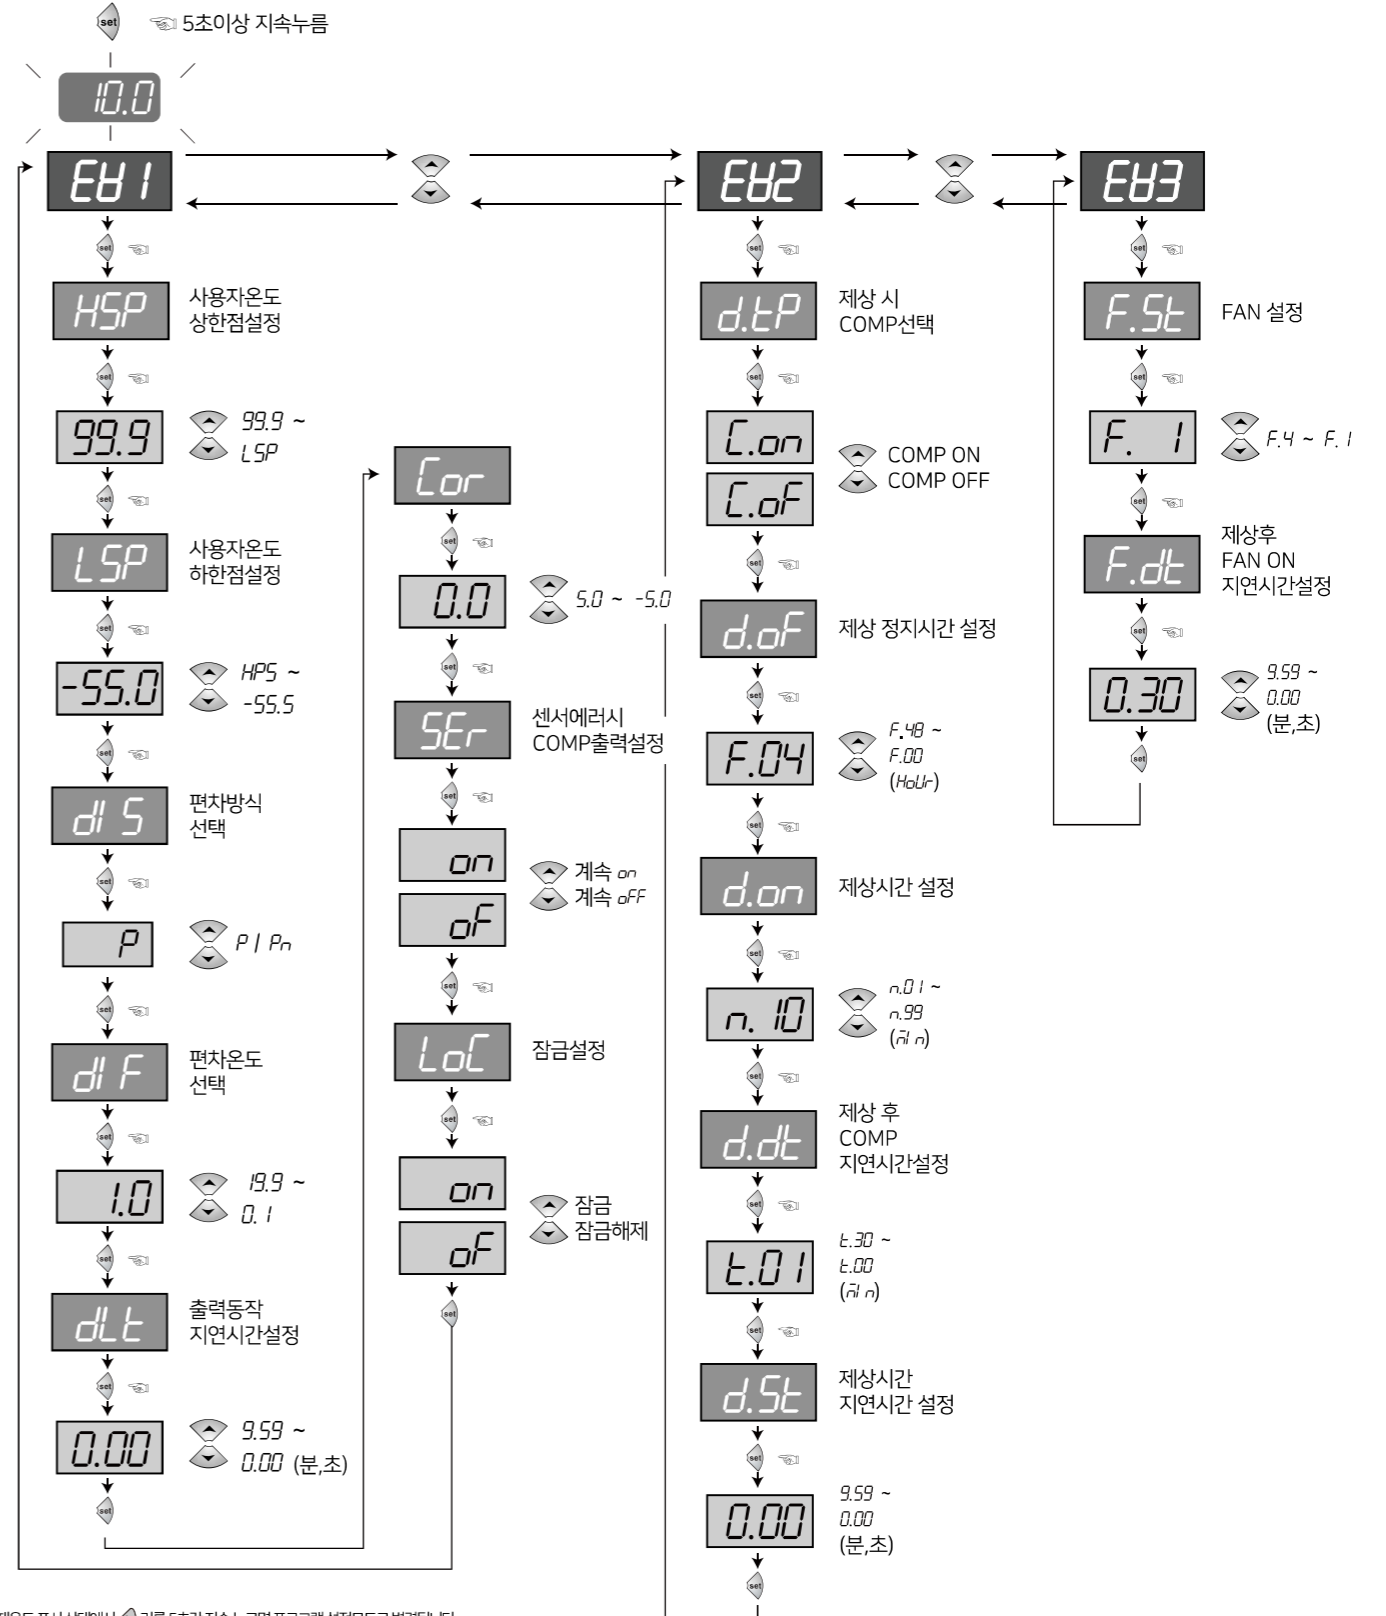 set 5초이상 지속누름
10.0
EH1
set
HSP 사용자온도
상한점설정
set
99.9 99.9 ~
LSP
set
LSP 사용자온도
하한점설정
set
-55.0 HPS ~
-55.5
set
dI S 편차방식
선택
set
P P / Pn
set
dI F 편차온도
선택
set
1.0 19.9 ~
0.1
set
dLt 출력동작
지연시간설정
set
0.00 9.59 ~
0.00 (분,초)
set
Cor
set
0.0 5.0 ~ -5.0
set
SEr 센서에러시
COMP출력설정
set
on 계속 on
oF 계속 oFF
set
LoC 잠금설정
set
on 잠금
oF 잠금해제
set
EH2
set
d.tP 제상 시
COMP선택
set
C.on COMP ON
C.oF COMP OFF
set
d.oF 제상 정지시간 설정
set
F.04 F.48 ~
F.00
(HoUr)
set
d.on 제상시간 설정
set
n.10 n.01 ~
n.99
(n̄I n)
set
d.dt 제상 후
COMP
지연시간설정
set
t.01 t.30 ~
t.00
(n̄I n)
set
d.St 제상시간
지연시간 설정
set
0.00 9.59 ~
0.00
(분,초)
set
EH3
set
F.St FAN 설정
set
F. 1 F.4 ~ F. 1
set
F.dt 제상후
FAN ON
지연시간설정
set
0.30 9.59 ~
0.00
(분,초)
set